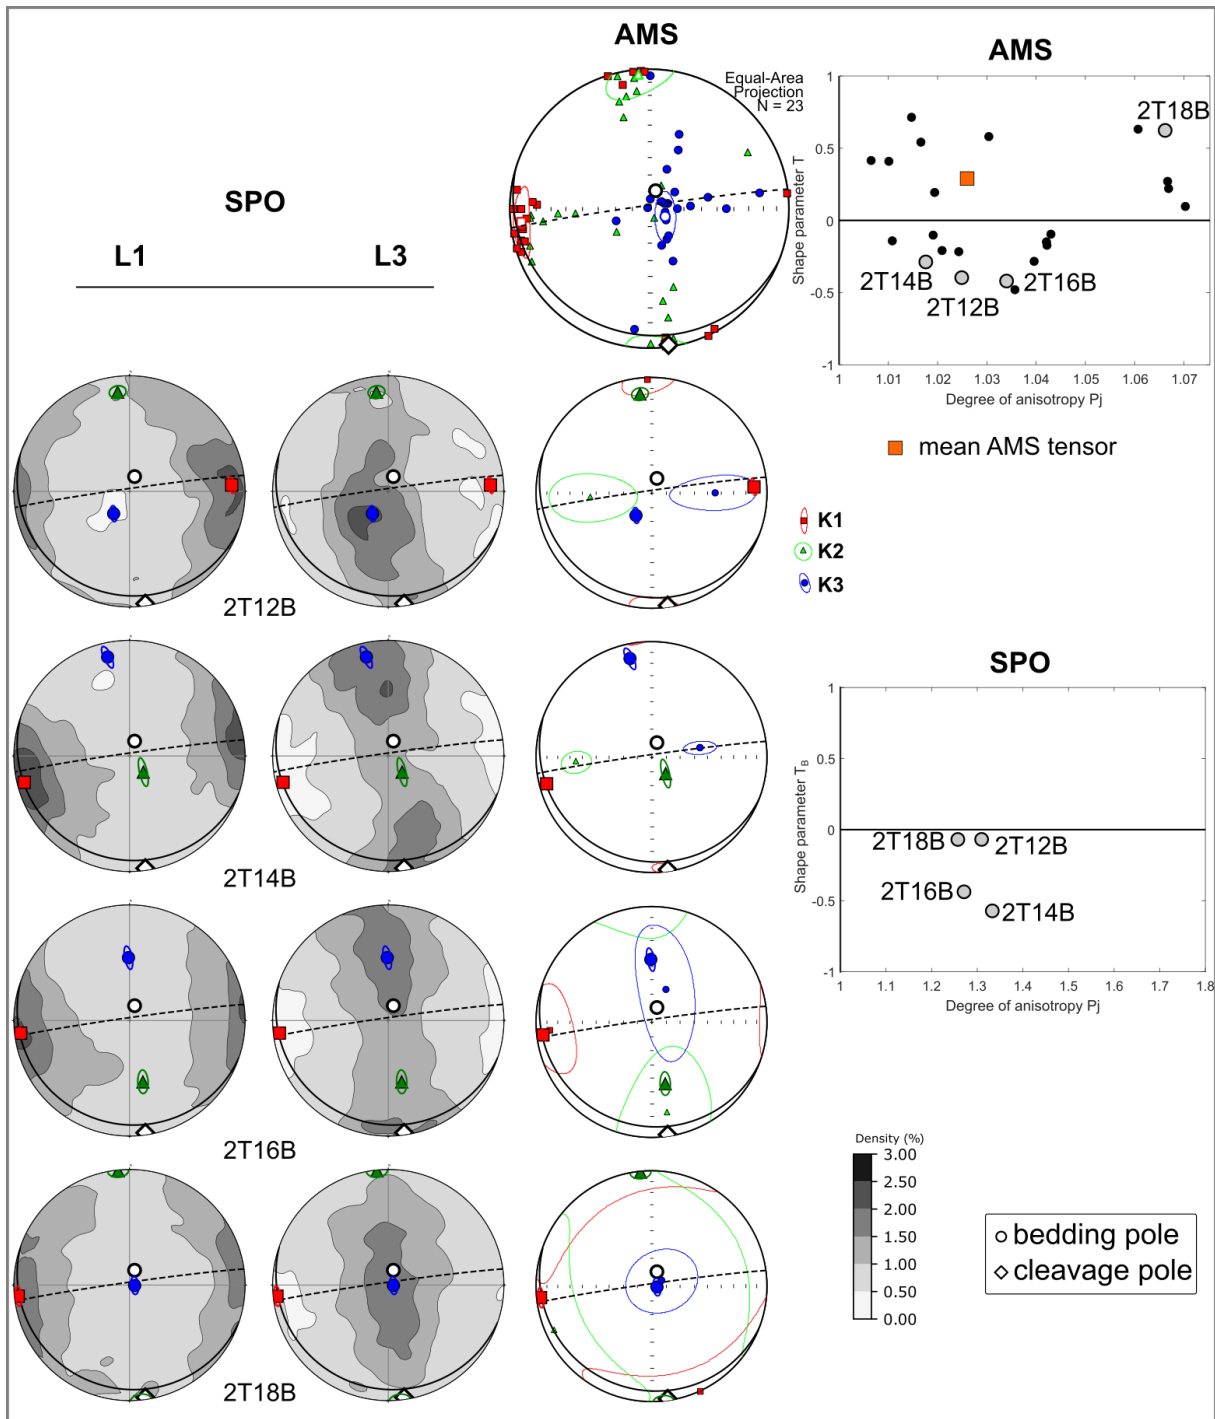 AMS
Equal-Area
Projection
N = 23
SPO
L1
L3
AMS
Shape parameter T
1
0.5
0
-0.5
-1
2T18B
2T14B
2T12B
2T16B
1
1.01
1.02
1.03
1.04
1.05
1.06
1.07
Degree of anisotropy Pj
mean AMS tensor
K1
K2
K3
2T12B
2T14B
2T16B
2T18B
SPO
Shape parameter T_B
1
0.5
0
-0.5
-1
2T18B
2T12B
2T16B
2T14B
1
1.1
1.2
1.3
1.4
1.5
1.6
1.7
1.8
Degree of anisotropy Pj
Density (%)
3.00
2.50
2.00
1.50
1.00
0.50
0.00
bedding pole
cleavage pole